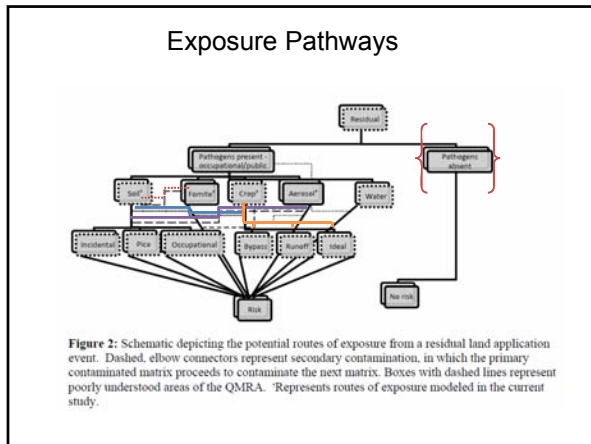 Exposure Pathways
Residual
Pathogens present -
occupational/public
Pathogens
absent
Soil*
Fomite*
Crop*
Aerosol*
Water
Incidental
Pica
Occupational
Bypass
Runoff
Ideal
No risk
Risk
Figure 2: Schematic depicting the potential routes of exposure from a residual land application
event. Dashed, elbow connectors represent secondary contamination, in which the primary
contaminated matrix proceeds to contaminate the next matrix. Boxes with dashed lines represent
poorly understood areas of the QMRA. *Represents routes of exposure modeled in the current
study.